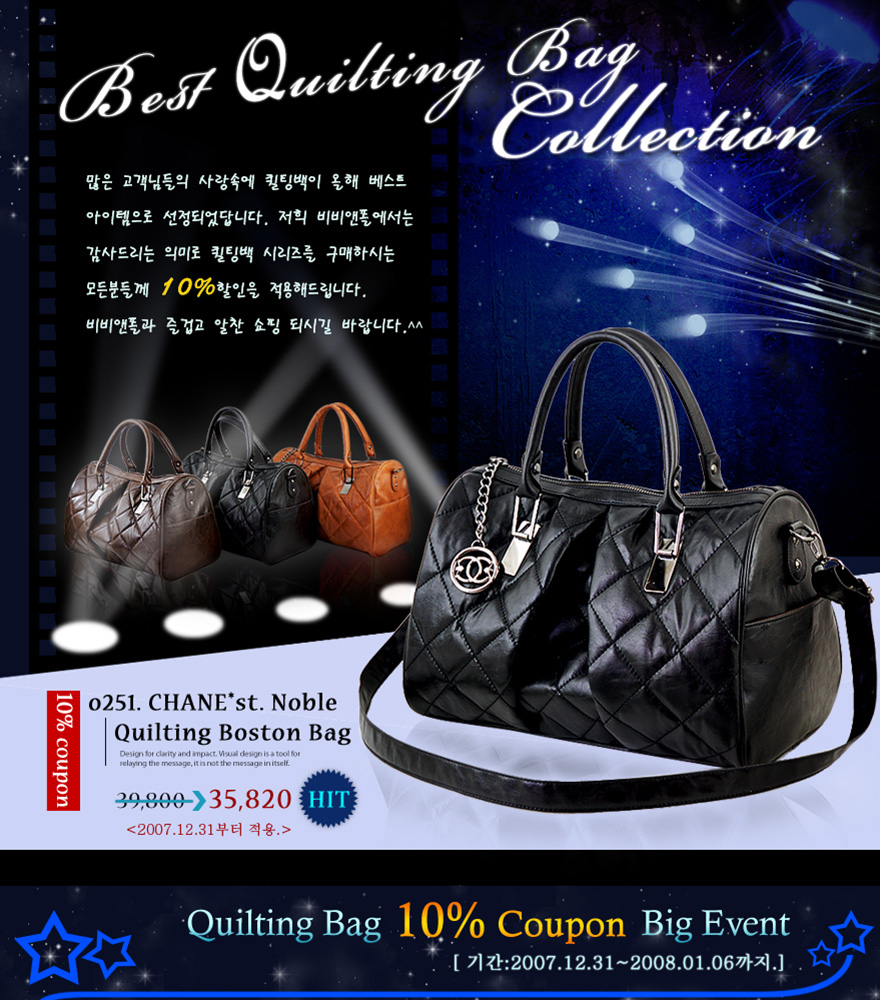 Best Quilting Bag
Collection
많은 고객님들의 사랑속에 퀼팅백이 올해 베스트
아이템으로 선정되었답니다. 저희 비비앤폴에서는
감사드리는 의미로 퀼팅백 시리즈를 구매하시는
모든분들께 10%할인을 적용해드립니다.
비비앤폴과 즐겁고 알찬 쇼핑 되시길 바랍니다.^^
10% coupon
o251. CHANE*st. Noble
Quilting Boston Bag
Design for clarity and impact. Visual design is a tool for
relaying the message, it is not the message in itself.
39,800 35,820 HIT
<2007.12.31부터 적용.>
Quilting Bag 10% Coupon Big Event
[ 기간:2007.12.31~2008.01.06까지.]